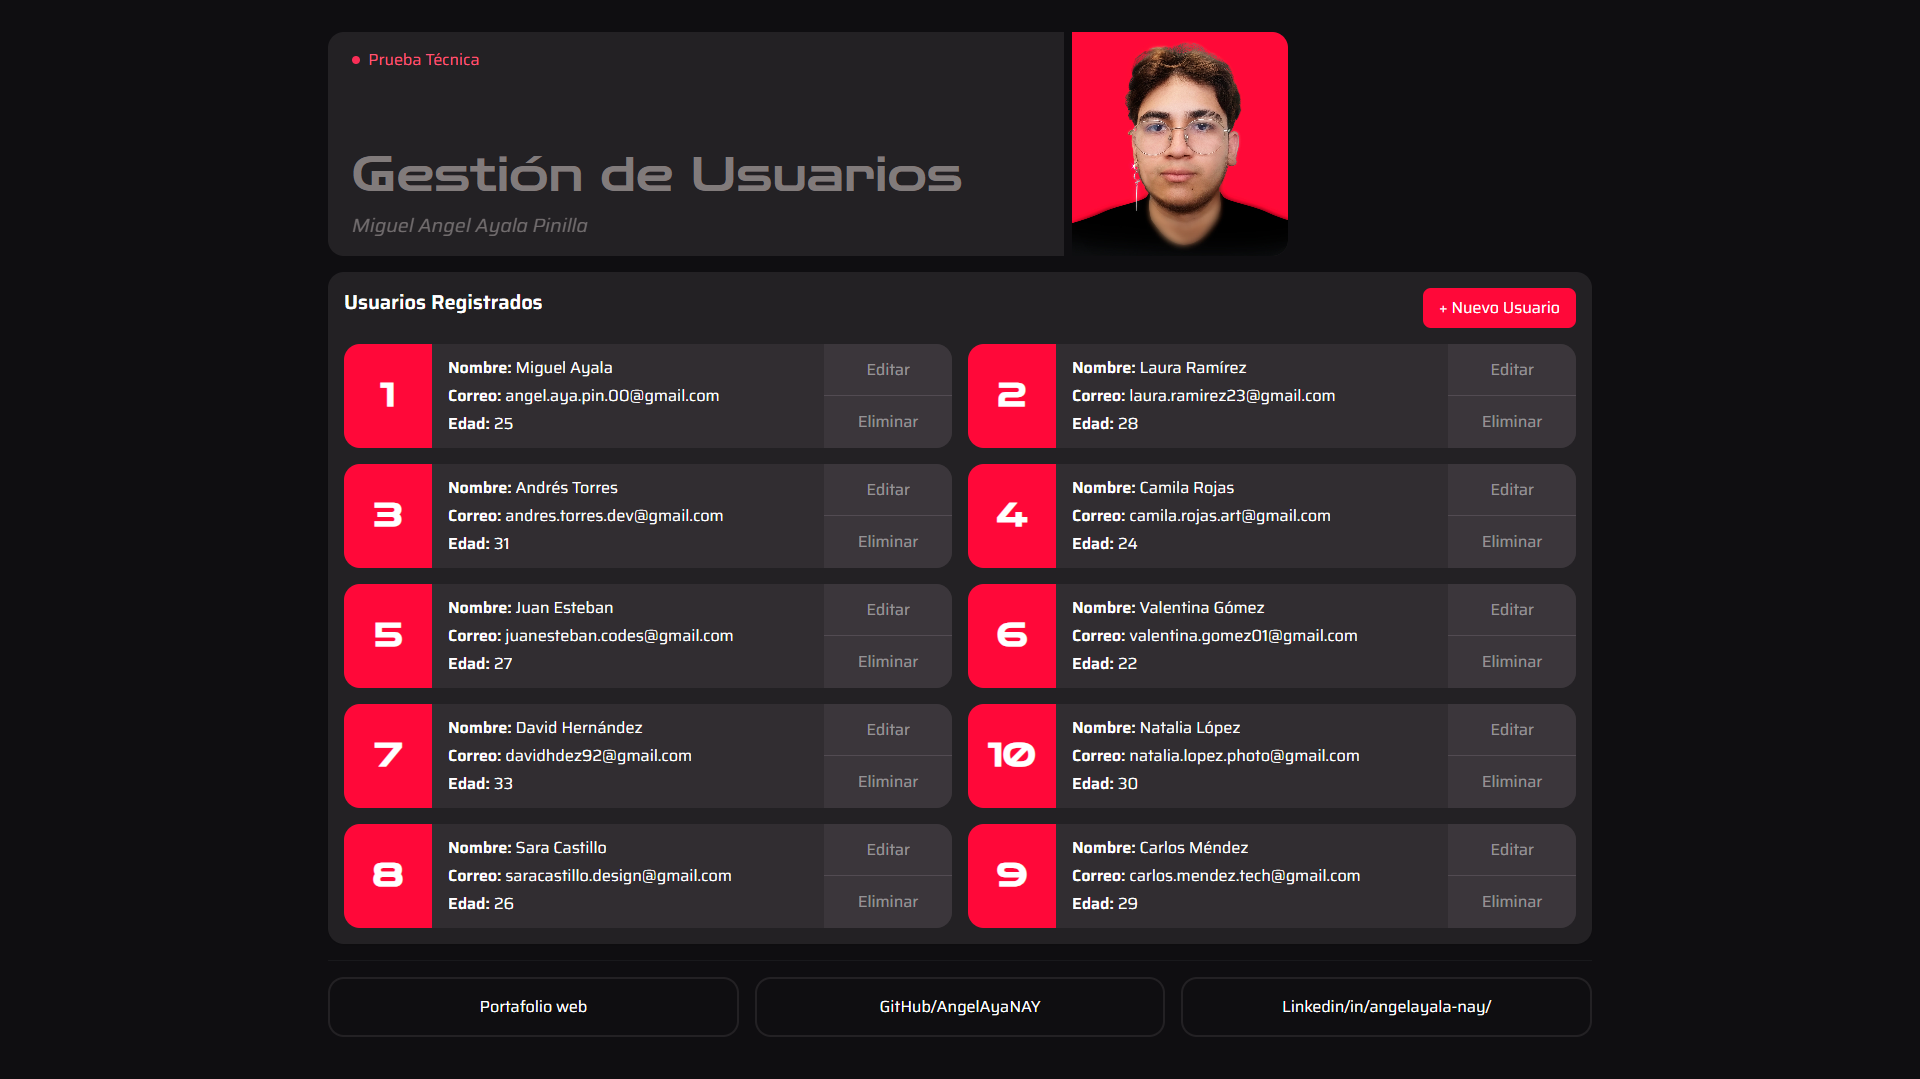 Prueba Técnica
Gestión de Usuarios
Miguel Angel Ayala Pinilla
Usuarios Registrados
+ Nuevo Usuario
1
Nombre: Miguel Ayala
Correo: angel.aya.pin.00@gmail.com
Edad: 25
Editar
Eliminar
2
Nombre: Laura Ramírez
Correo: laura.ramirez23@gmail.com
Edad: 28
Editar
Eliminar
3
Nombre: Andrés Torres
Correo: andres.torres.dev@gmail.com
Edad: 31
Editar
Eliminar
4
Nombre: Camila Rojas
Correo: camila.rojas.art@gmail.com
Edad: 24
Editar
Eliminar
5
Nombre: Juan Esteban
Correo: juanesteban.codes@gmail.com
Edad: 27
Editar
Eliminar
6
Nombre: Valentina Gómez
Correo: valentina.gomez01@gmail.com
Edad: 22
Editar
Eliminar
7
Nombre: David Hernández
Correo: davidhdez92@gmail.com
Edad: 33
Editar
Eliminar
10
Nombre: Natalia López
Correo: natalia.lopez.photo@gmail.com
Edad: 30
Editar
Eliminar
8
Nombre: Sara Castillo
Correo: saracastillo.design@gmail.com
Edad: 26
Editar
Eliminar
9
Nombre: Carlos Méndez
Correo: carlos.mendez.tech@gmail.com
Edad: 29
Editar
Eliminar
Portafolio web
GitHub/AngelAyaNAY
Linkedin/in/angelayala-nay/